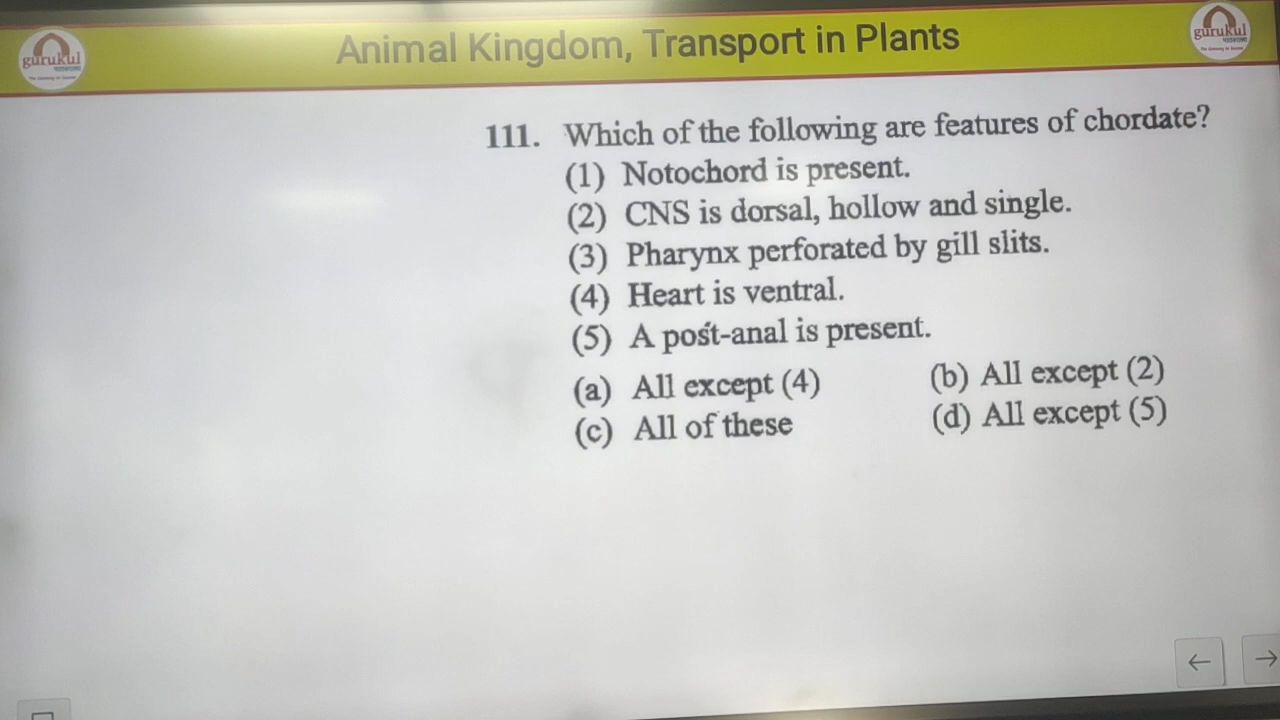 Animal Kingdom, Transport in Plants
gurukul
gurukul
111. Which of the following are features of chordate?
(1) Notochord is present.
(2) CNS is dorsal, hollow and single.
(3) Pharynx perforated by gill slits.
(4) Heart is ventral.
(5) A post-anal is present.
(a) All except (4) (b) All except (2)
(c) All of these (d) All except (5)